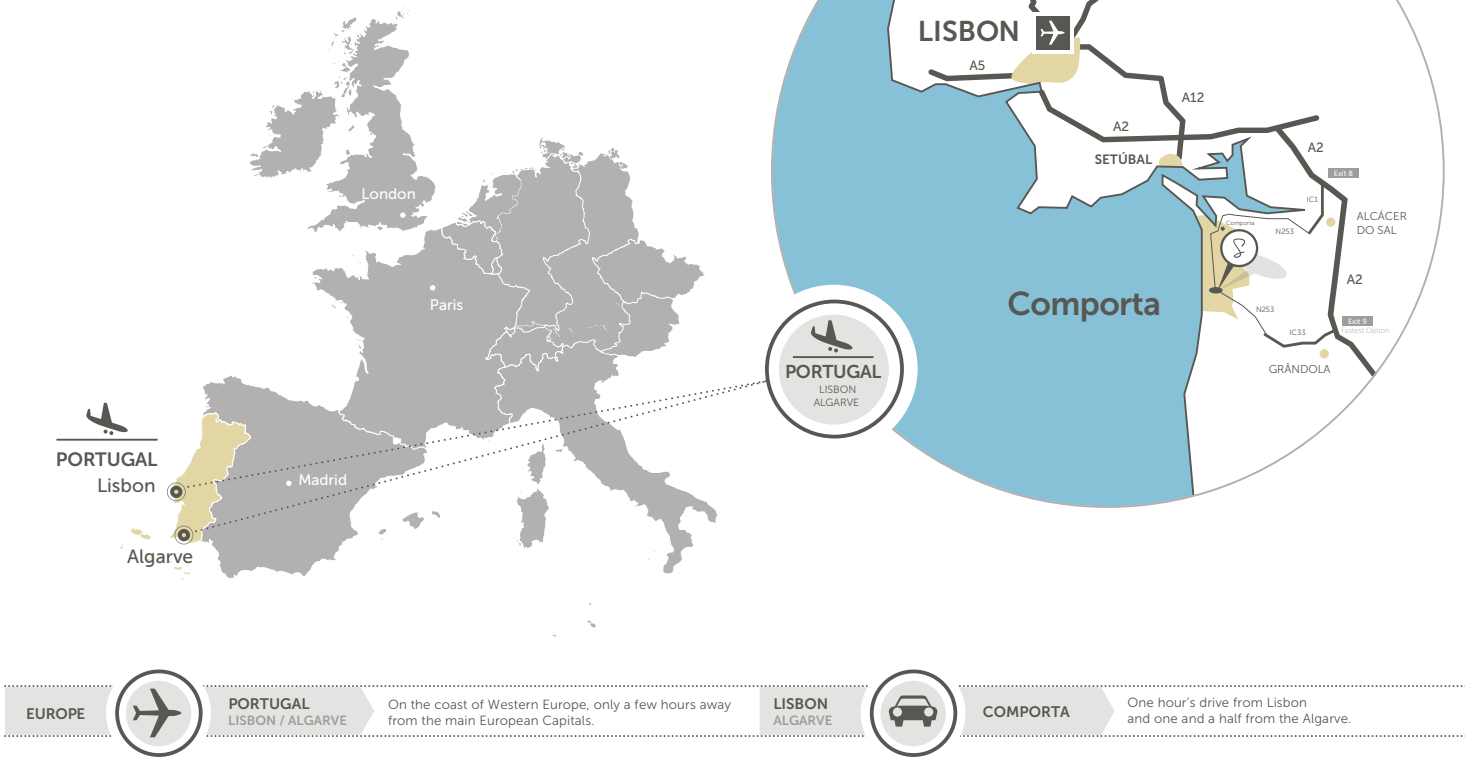 London
Paris
Madrid
PORTUGAL
Lisbon
Algarve
LISBON
A5
A12
A2
SETÚBAL
A2
Exit 8
IC1
ALCÁCER
DO SAL
Comporta
N253
A2
Comporta
N253
Exit 9
Fastest Option
IC33
GRÂNDOLA
PORTUGAL
LISBON
ALGARVE
EUROPE
PORTUGAL
LISBON / ALGARVE
On the coast of Western Europe, only a few hours away
from the main European Capitals.
LISBON
ALGARVE
COMPORTA
One hour's drive from Lisbon
and one and a half from the Algarve.